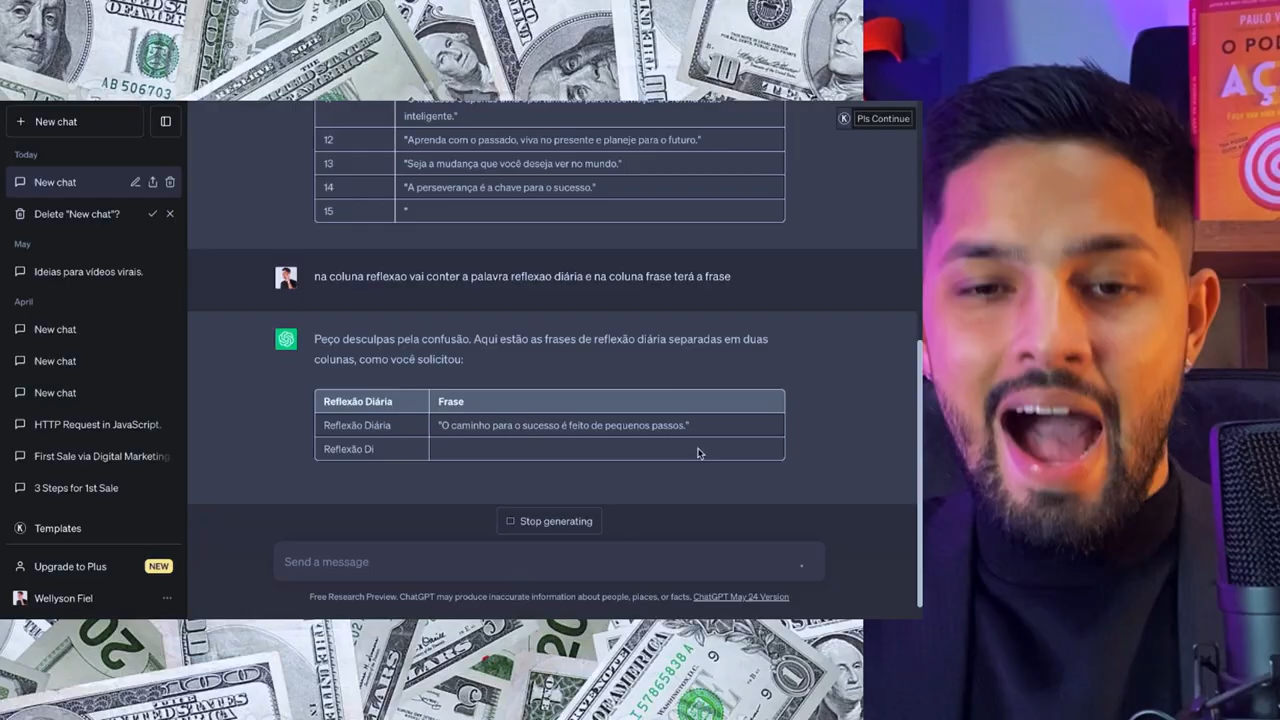 AB 506703
+ New chat
Today
New chat
Delete "New chat"?
May
Ideias para vídeos virais.
April
New chat
New chat
New chat
HTTP Request in JavaScript.
First Sale via Digital Marketing
3 Steps for 1st Sale
Templates
Upgrade to Plus NEW
Wellyson Fiel
Pls Continue
inteligente."
12 "Aprenda com o passado, viva no presente e planeje para o futuro."
13 "Seja a mudança que você deseja ver no mundo."
14 "A perseverança é a chave para o sucesso."
15 "
na coluna reflexao vai conter a palavra reflexao diária e na coluna frase terá a frase
Peço desculpas pela confusão. Aqui estão as frases de reflexão diária separadas em duas
colunas, como você solicitou:
Reflexão Diária Frase
Reflexão Diária "O caminho para o sucesso é feito de pequenos passos."
Reflexão Di
Stop generating
Send a message
Free Research Preview. ChatGPT may produce inaccurate information about people, places, or facts. ChatGPT May 24 Version
PAULO V
O POD
AÇ